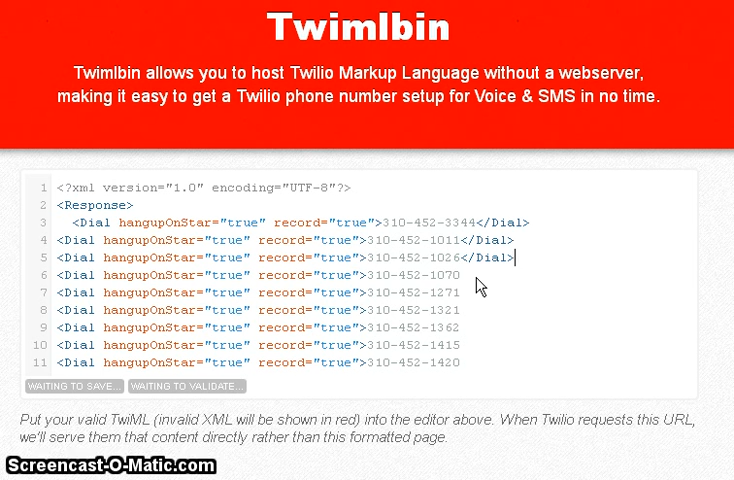 Twimlbin
Twimlbin allows you to host Twilio Markup Language without a webserver,
making it easy to get a Twilio phone number setup for Voice & SMS in no time.
1 <?xml version="1.0" encoding="UTF-8"?>
2 <Response>
3 <Dial hangupOnStar="true" record="true">310-452-3344</Dial>
4 <Dial hangupOnStar="true" record="true">310-452-1011</Dial>
5 <Dial hangupOnStar="true" record="true">310-452-1026</Dial>
6 <Dial hangupOnStar="true" record="true">310-452-1070
7 <Dial hangupOnStar="true" record="true">310-452-1271
8 <Dial hangupOnStar="true" record="true">310-452-1321
9 <Dial hangupOnStar="true" record="true">310-452-1362
10 <Dial hangupOnStar="true" record="true">310-452-1415
11 <Dial hangupOnStar="true" record="true">310-452-1420
WAITING TO SAVE... WAITING TO VALIDATE...
Put your valid TwiML (invalid XML will be shown in red) into the editor above. When Twilio requests this URL,
we'll serve them that content directly rather than this formatted page.
Screencast-O-Matic.com